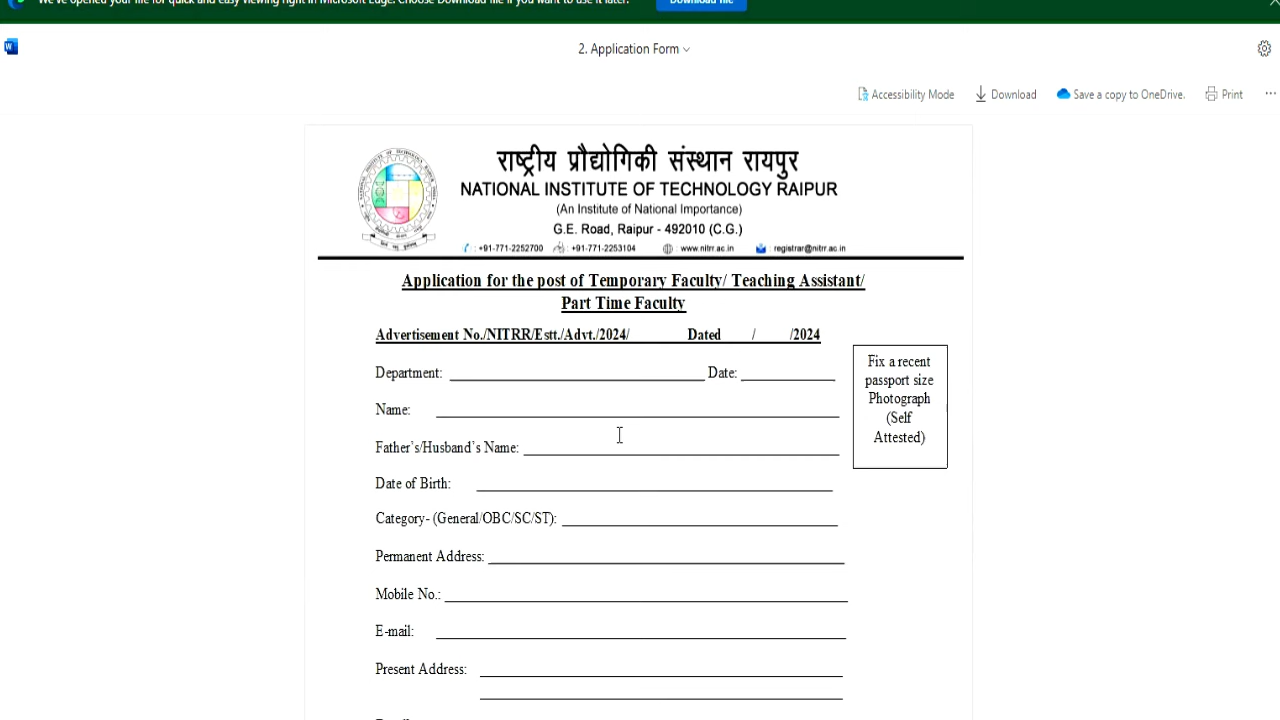 We've opened your file for quick and easy viewing right in Microsoft Edge. Choose Download file if you want to use it later.
Download file
2. Application Form
Accessibility Mode
Download
Save a copy to OneDrive.
Print
राष्ट्रीय प्रौद्योगिकी संस्थान रायपुर
NATIONAL INSTITUTE OF TECHNOLOGY RAIPUR
(An Institute of National Importance)
G.E. Road, Raipur - 492010 (C.G.)
: +91-771-2252700 : +91-771-2253104 : www.nitrr.ac.in : registrar@nitrr.ac.in
Application for the post of Temporary Faculty/ Teaching Assistant/
Part Time Faculty
Advertisement No./NITRR/Estt./Advt./2024/ Dated / /2024
Fix a recent
passport size
Photograph
(Self
Attested)
Department: Date:
Name:
Father's/Husband's Name:
Date of Birth:
Category- (General/OBC/SC/ST):
Permanent Address:
Mobile No.:
E-mail:
Present Address: